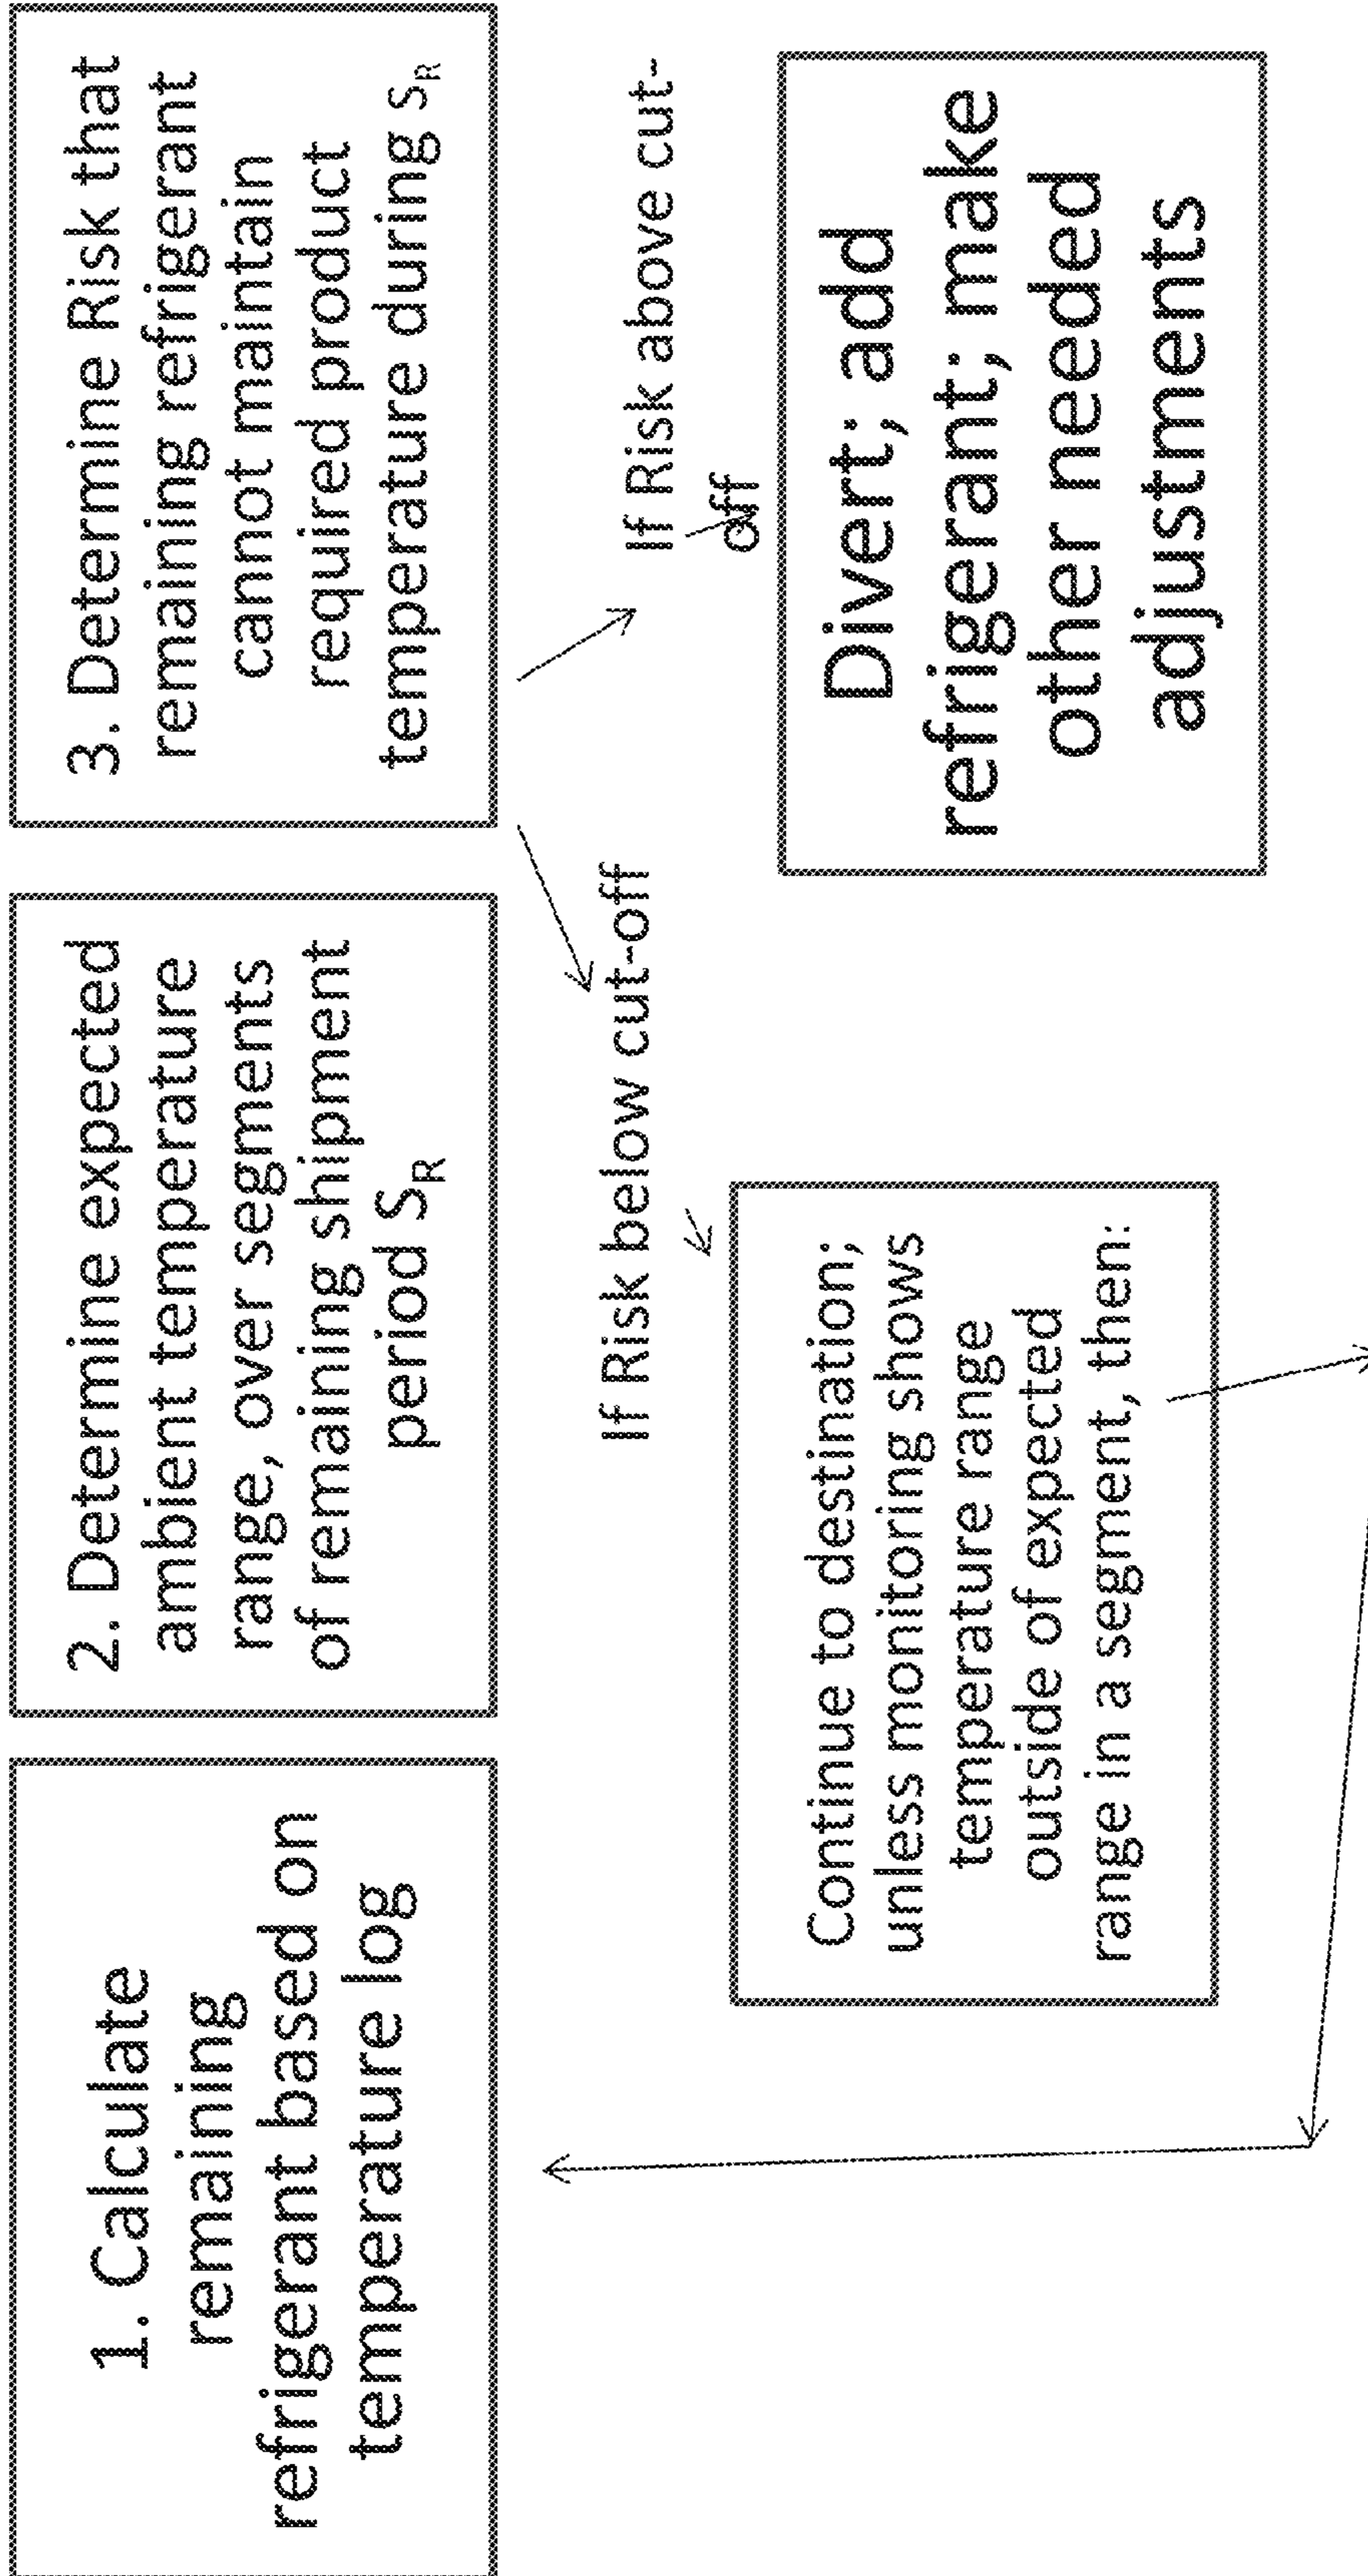 1. Calculate
remaining
refrigerant based on
temperature log
2. Determine expected
ambient temperature
range, over segments
of remaining shipment
period S_R
3. Determine Risk that
remaining refrigerant
cannot maintain
required product
temperature during S_R
If Risk below cut-off
If Risk above cut-
off
Continue to destination;
unless monitoring shows
temperature range
outside of expected
range in a segment, then:
Divert; add
refrigerant; make
other needed
adjustments